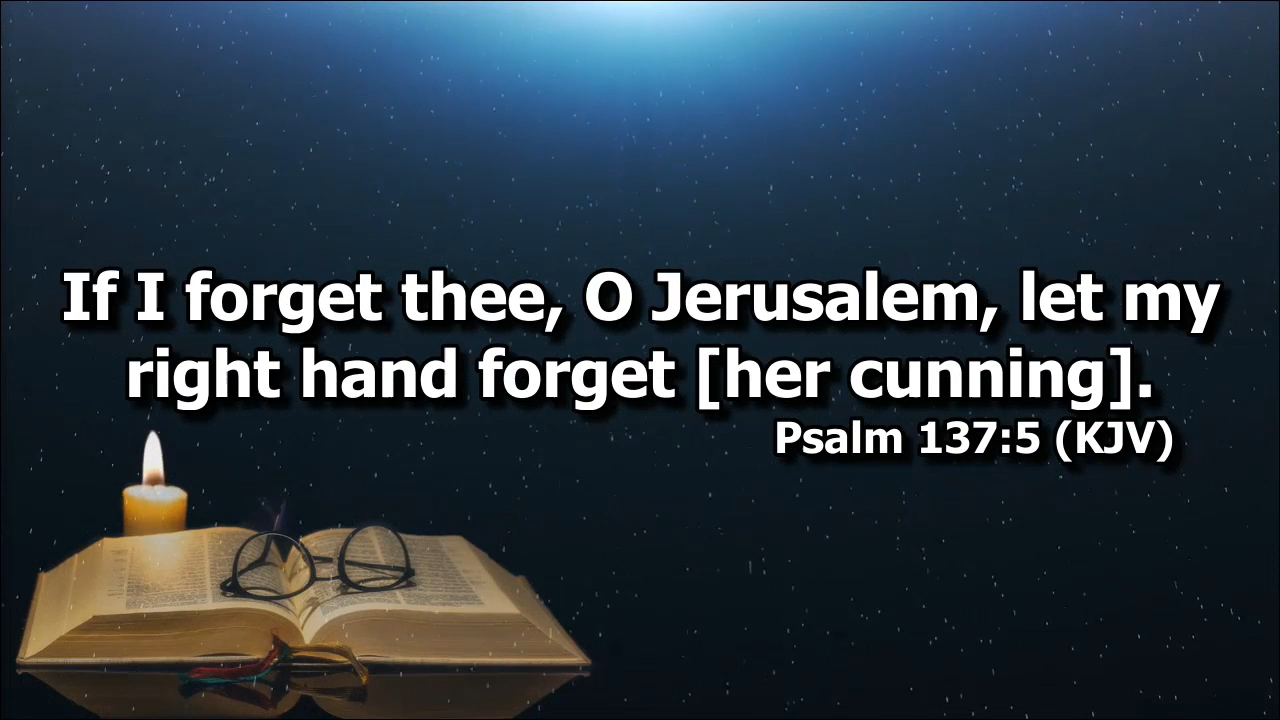 If I forget thee, O Jerusalem, let my
right hand forget [her cunning].
Psalm 137:5 (KJV)